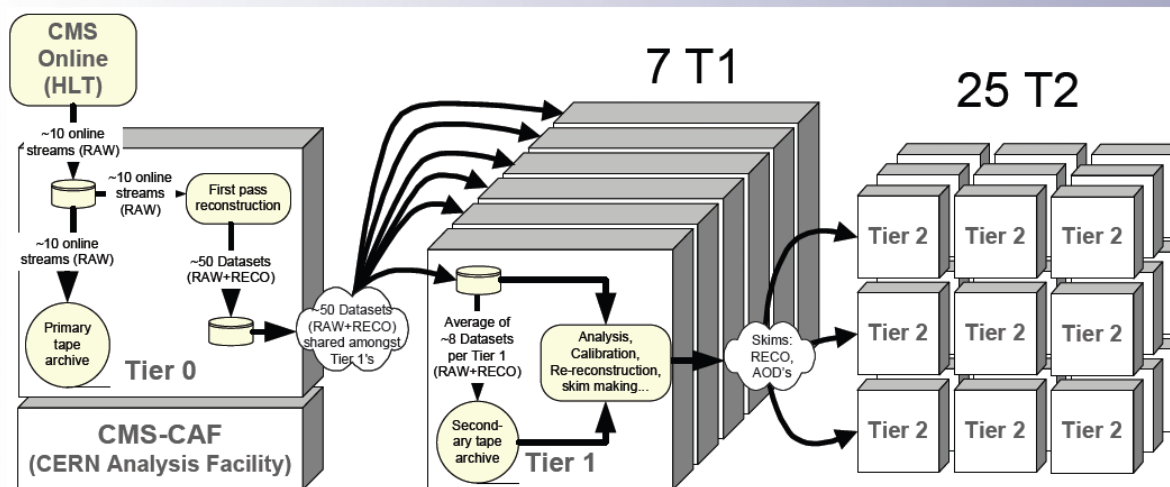 CMS
Online
(HLT)
~10 online
streams (RAW)
~10 online
streams
(RAW)
First pass
reconstruction
~10 online
streams (RAW)
~50 Datasets
(RAW+RECO)
Primary
tape
archive
Tier 0
CMS-CAF
(CERN Analysis Facility)
~50 Datasets
(RAW+RECO)
shared amongst
Tier 1's
7 T1
Average of
~8 Datasets
per Tier 1
(RAW+RECO)
Analysis,
Calibration,
Re-reconstruction,
skim making...
Second-
ary tape
archive
Tier 1
Skims:
RECO,
AOD's
25 T2
Tier 2
Tier 2
Tier 2
Tier 2
Tier 2
Tier 2
Tier 2
Tier 2
Tier 2